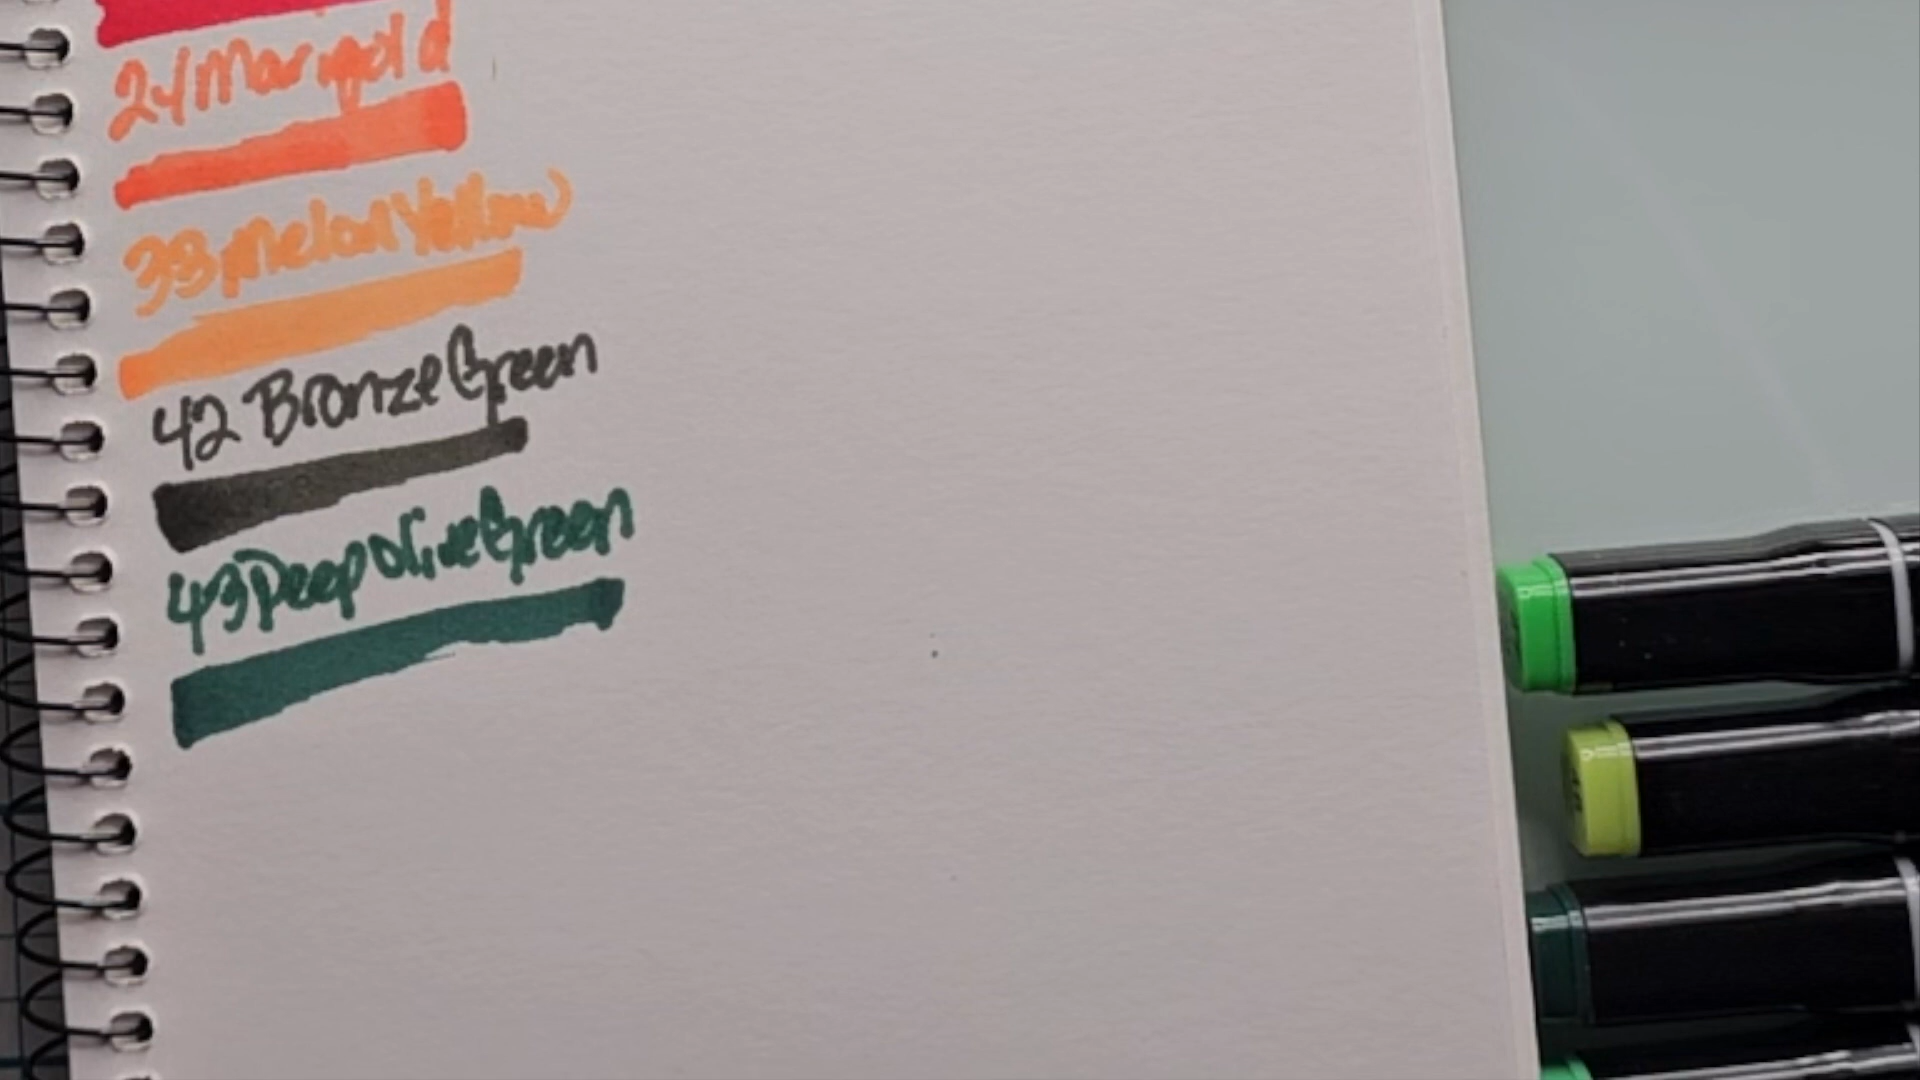 24 Marigold
33 Melon Yellow
42 Bronze Green
43 Deep Olive Green